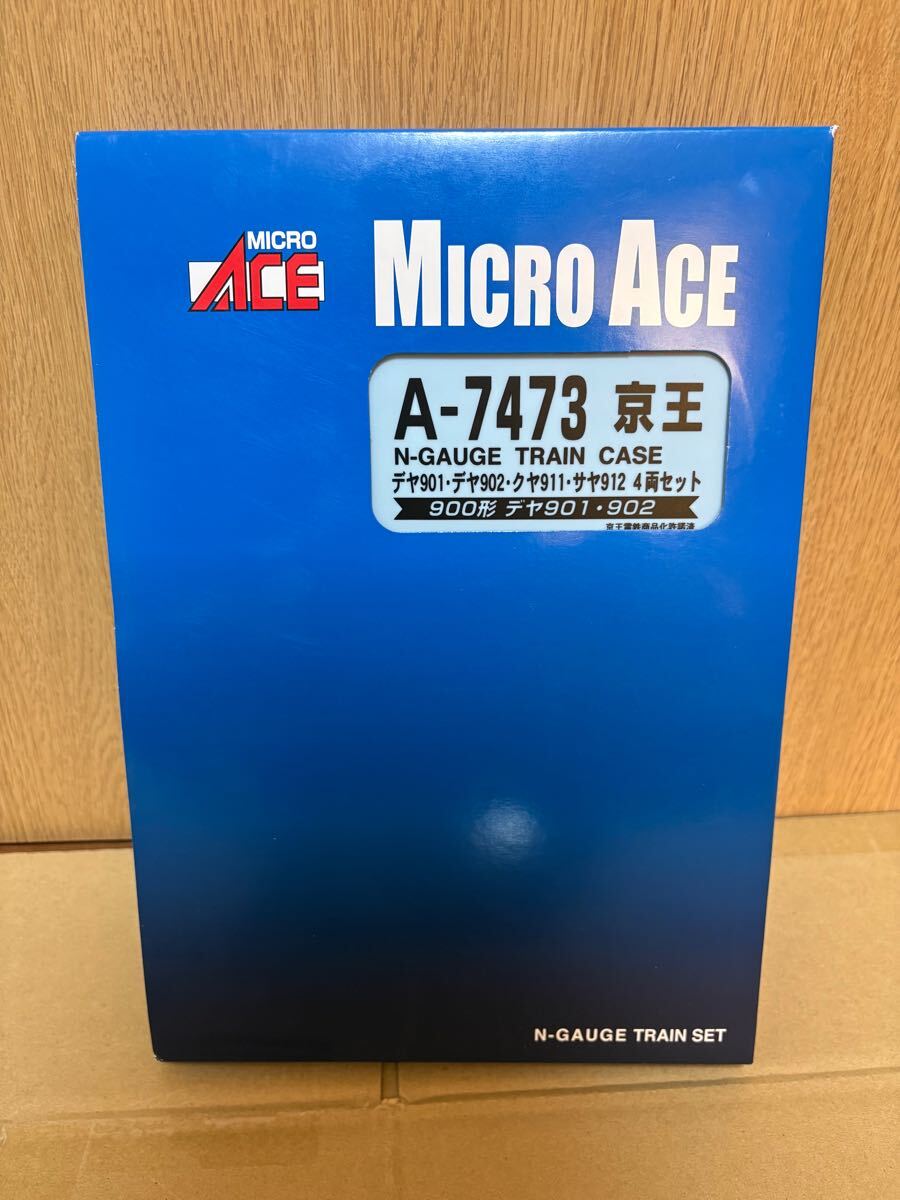 MICRO
ACE
MICRO ACE
A-7473 京王
N-GAUGE TRAIN CASE
デヤ901・デヤ902・クヤ911・サヤ912 4両セット
900形 デヤ901・902
京王電鉄商品化許諾済
N-GAUGE TRAIN SET